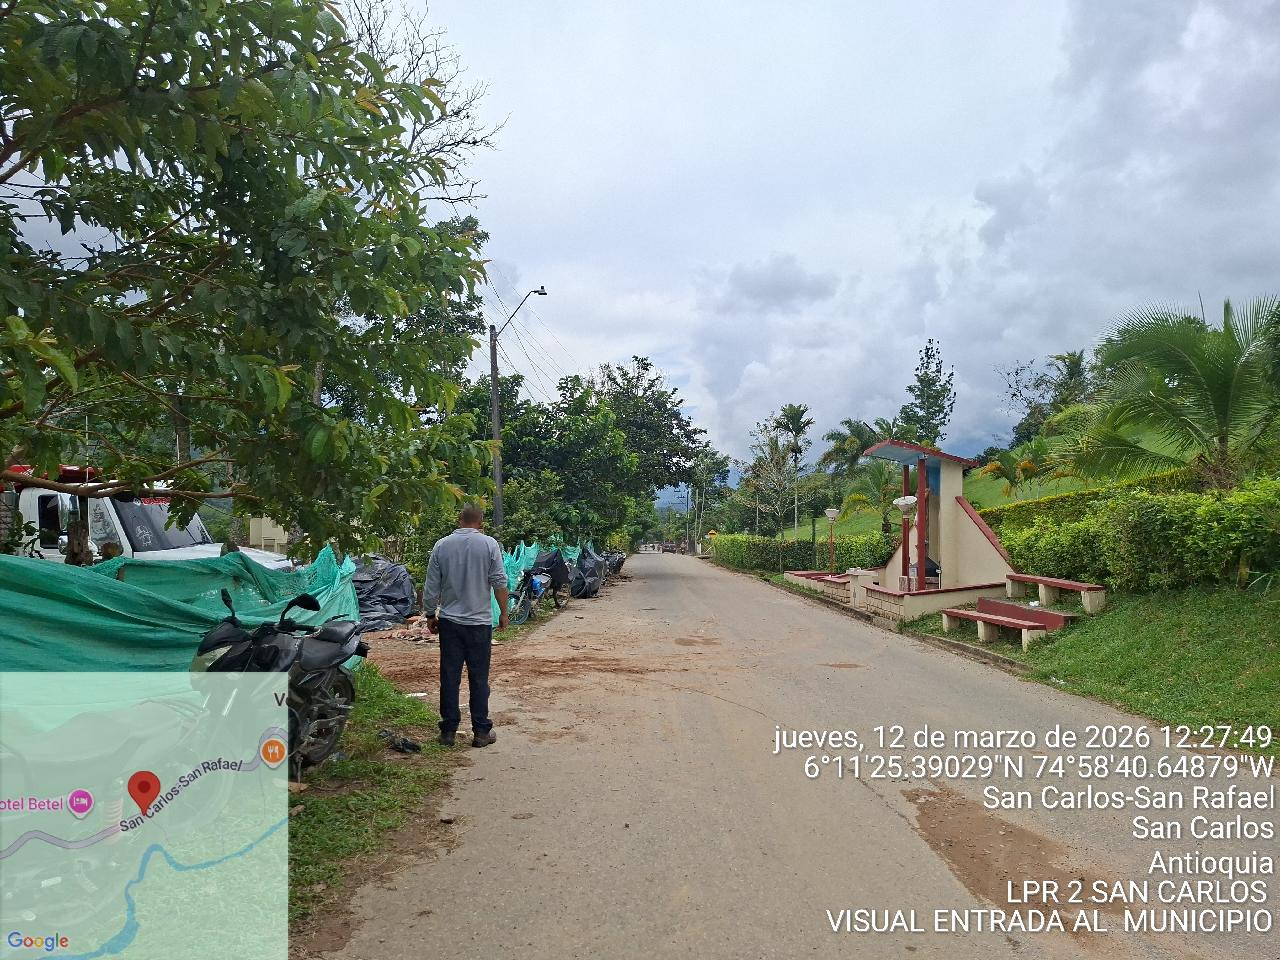 jueves, 12 de marzo de 2026 12:27:49
6°11'25.39029"N 74°58'40.64879"W
San Carlos-San Rafael
San Carlos
Antioquia
LPR 2 SAN CARLOS
VISUAL ENTRADA AL MUNICIPIO
San Carlos-San Rafael
otel Betel
Google